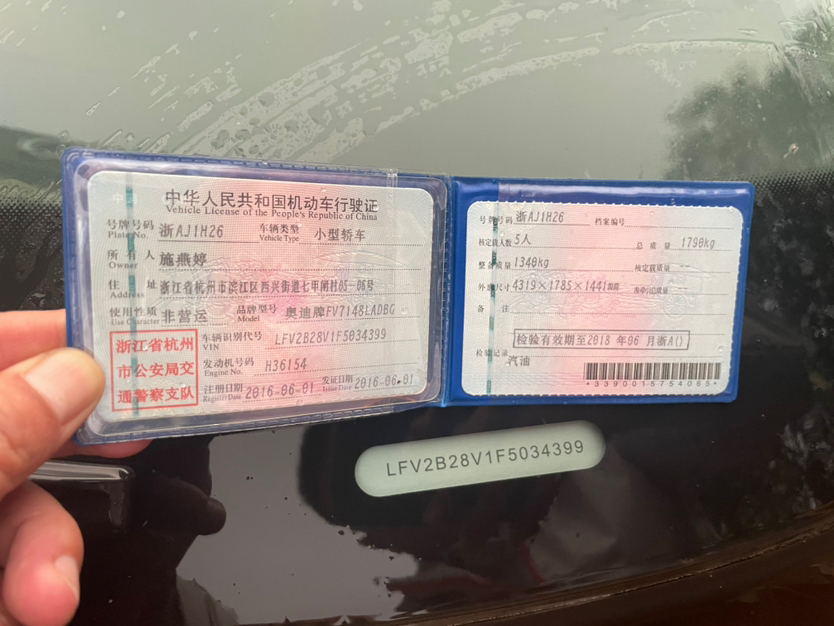 中华人民共和国机动车行驶证
Vehicle License of the People's Republic of China
号牌号码 浙AJ1H26 车辆类型 小型轿车
Plate No. Vehicle Type
所有人 施燕婷
Owner
住址 浙江省杭州市滨江区西兴街道七甲闸村05-06号
Address
使用性质 非营运 品牌型号 奥迪牌FV7148LADBG
Use Character Model
浙江省杭州
市公安局交
通警察支队
车辆识别代号 LFV2B28V1F5034399
VIN
发动机号码 H36154
Engine No.
注册日期 2016-06-01 发证日期 2016-06-01
Register Date Issue Date
号牌号码 浙AJ1H26 档案编号
核定载人数 5人 总质量 1790kg
整备质量 1340kg 核定载质量 --
外廓尺寸 4319×1785×1441mm --
备注
检验有效期至2018 年06 月浙A()
检验记录
汽油
*3390015754065*
LFV2B28V1F5034399